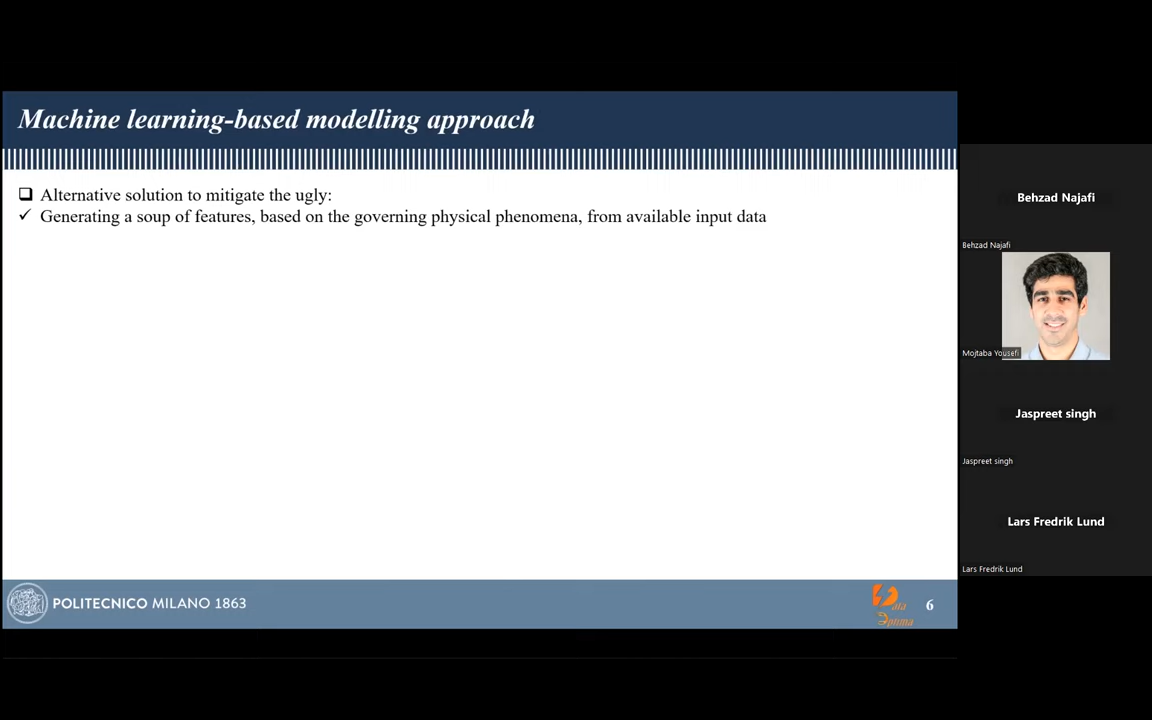 Machine learning-based modelling approach
❑ Alternative solution to mitigate the ugly:
✓ Generating a soup of features, based on the governing physical phenomena, from available input data
POLITECNICO MILANO 1863
6
Behzad Najafi
Behzad Najafi
Mojtaba Yousefi
Jaspreet singh
Jaspreet singh
Lars Fredrik Lund
Lars Fredrik Lund